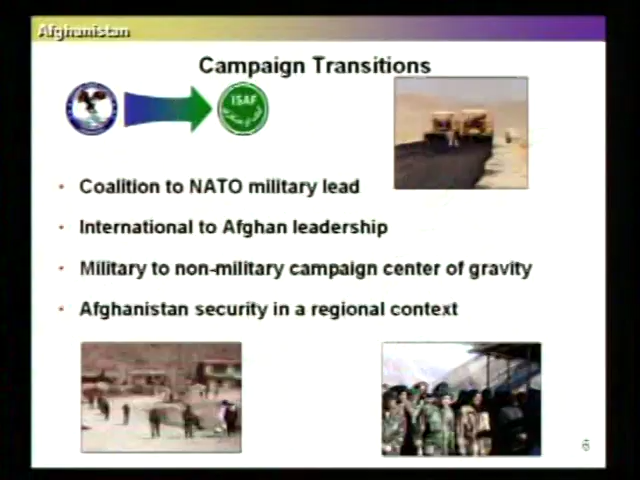 Afghanistan
Campaign Transitions
ISAF
• Coalition to NATO military lead
• International to Afghan leadership
• Military to non-military campaign center of gravity
• Afghanistan security in a regional context
6